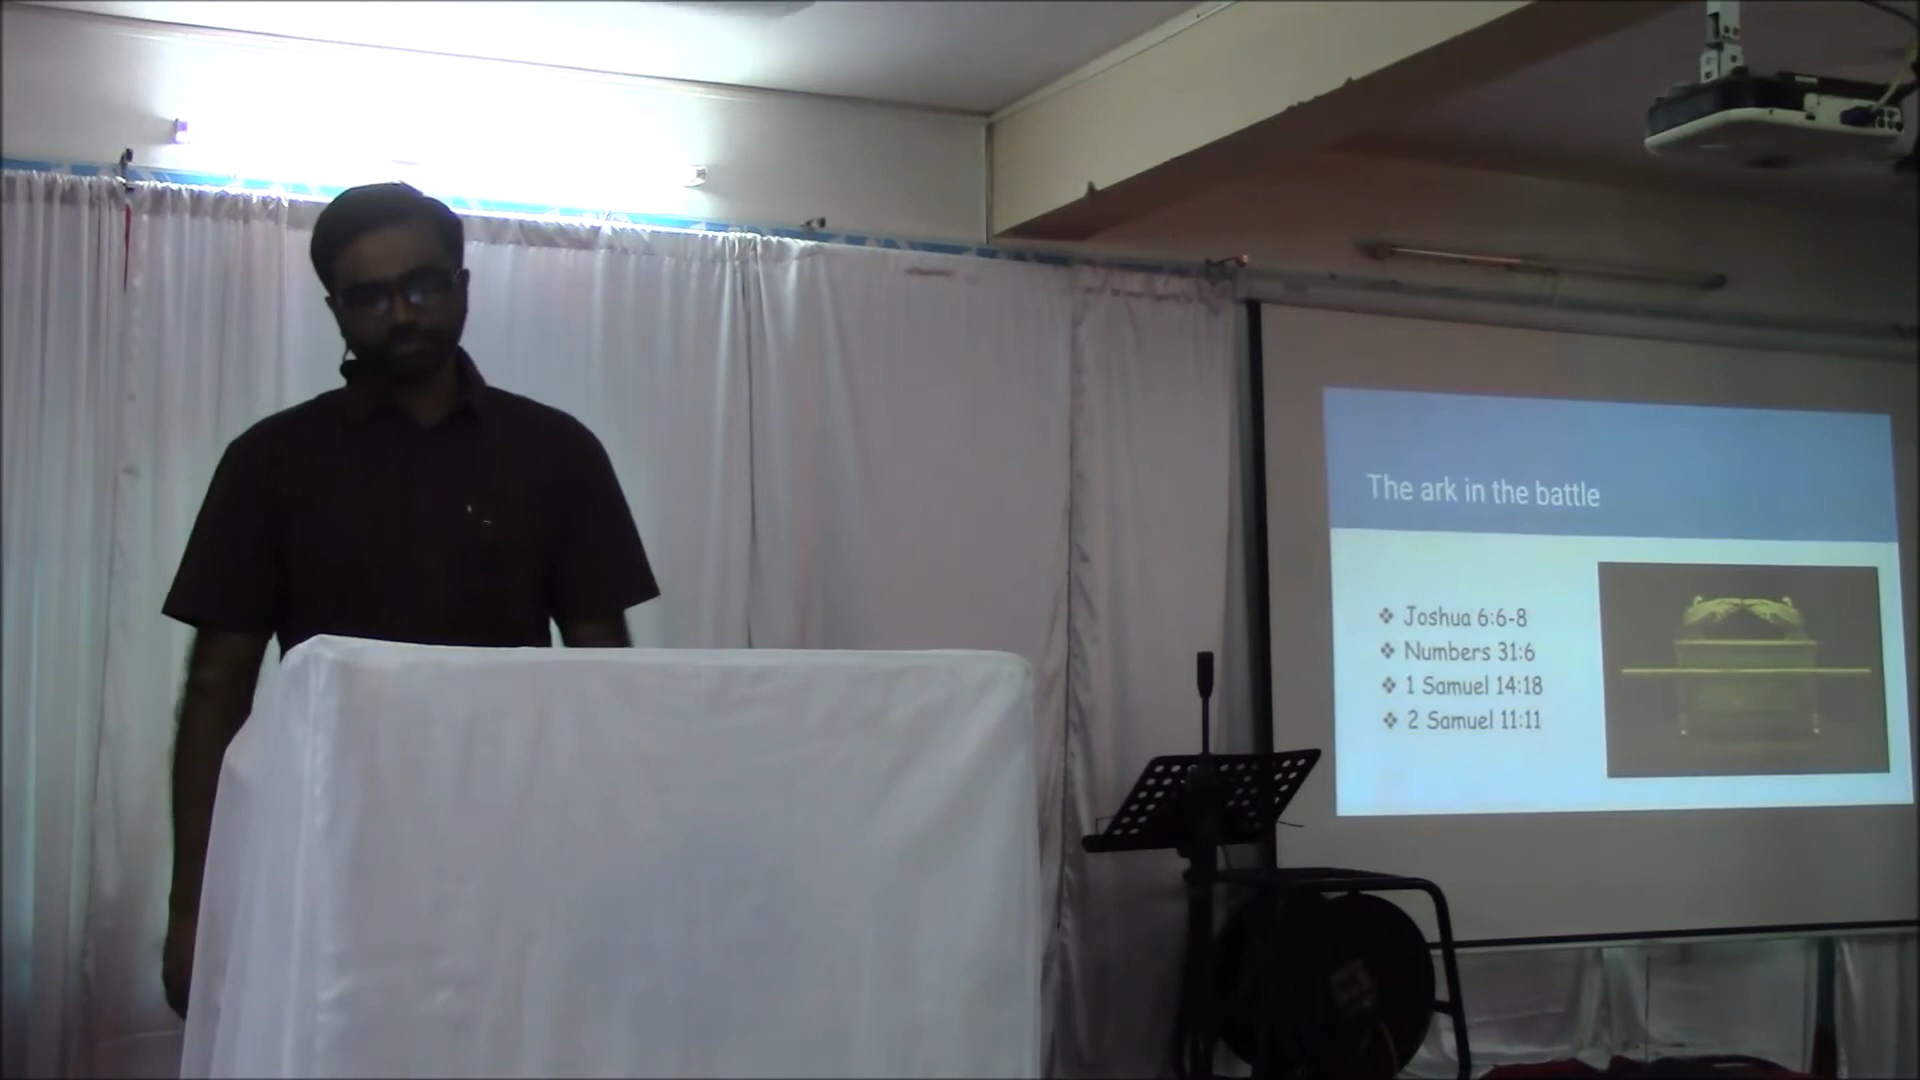 The ark in the battle
❖ Joshua 6:6-8
❖ Numbers 31:6
❖ 1 Samuel 14:18
❖ 2 Samuel 11:11